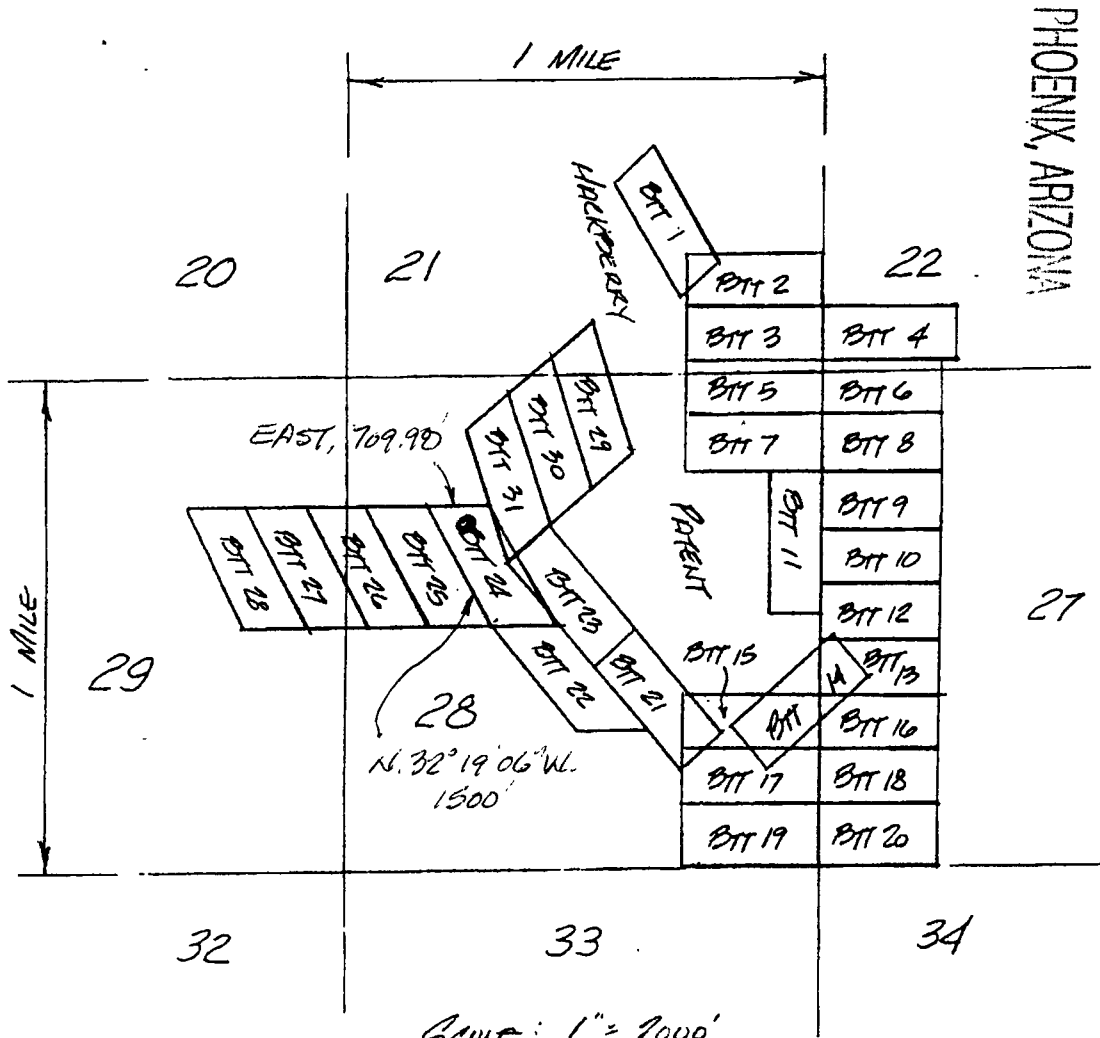 PHOENIX, ARIZONA
1 MILE
HACKBERRY
BTT 1
20
21
22
BTT 2
BTT 3
BTT 4
BTT 5
BTT 6
BTT 7
BTT 8
BTT 29
BTT 30
BTT 31
EAST, 709.98'
BTT 28
BTT 27
BTT 26
BTT 25
BTT 24
PATENT
BTT 11
BTT 9
BTT 10
BTT 12
27
1 MILE
29
BTT 23
BTT 22
BTT 21
BTT 15
BTT 14
BTT 13
28
N. 32° 19' 06" W.
1500'
BTT 16
BTT 17
BTT 18
BTT 19
BTT 20
32
33
34
SCALE: 1" = 2000'